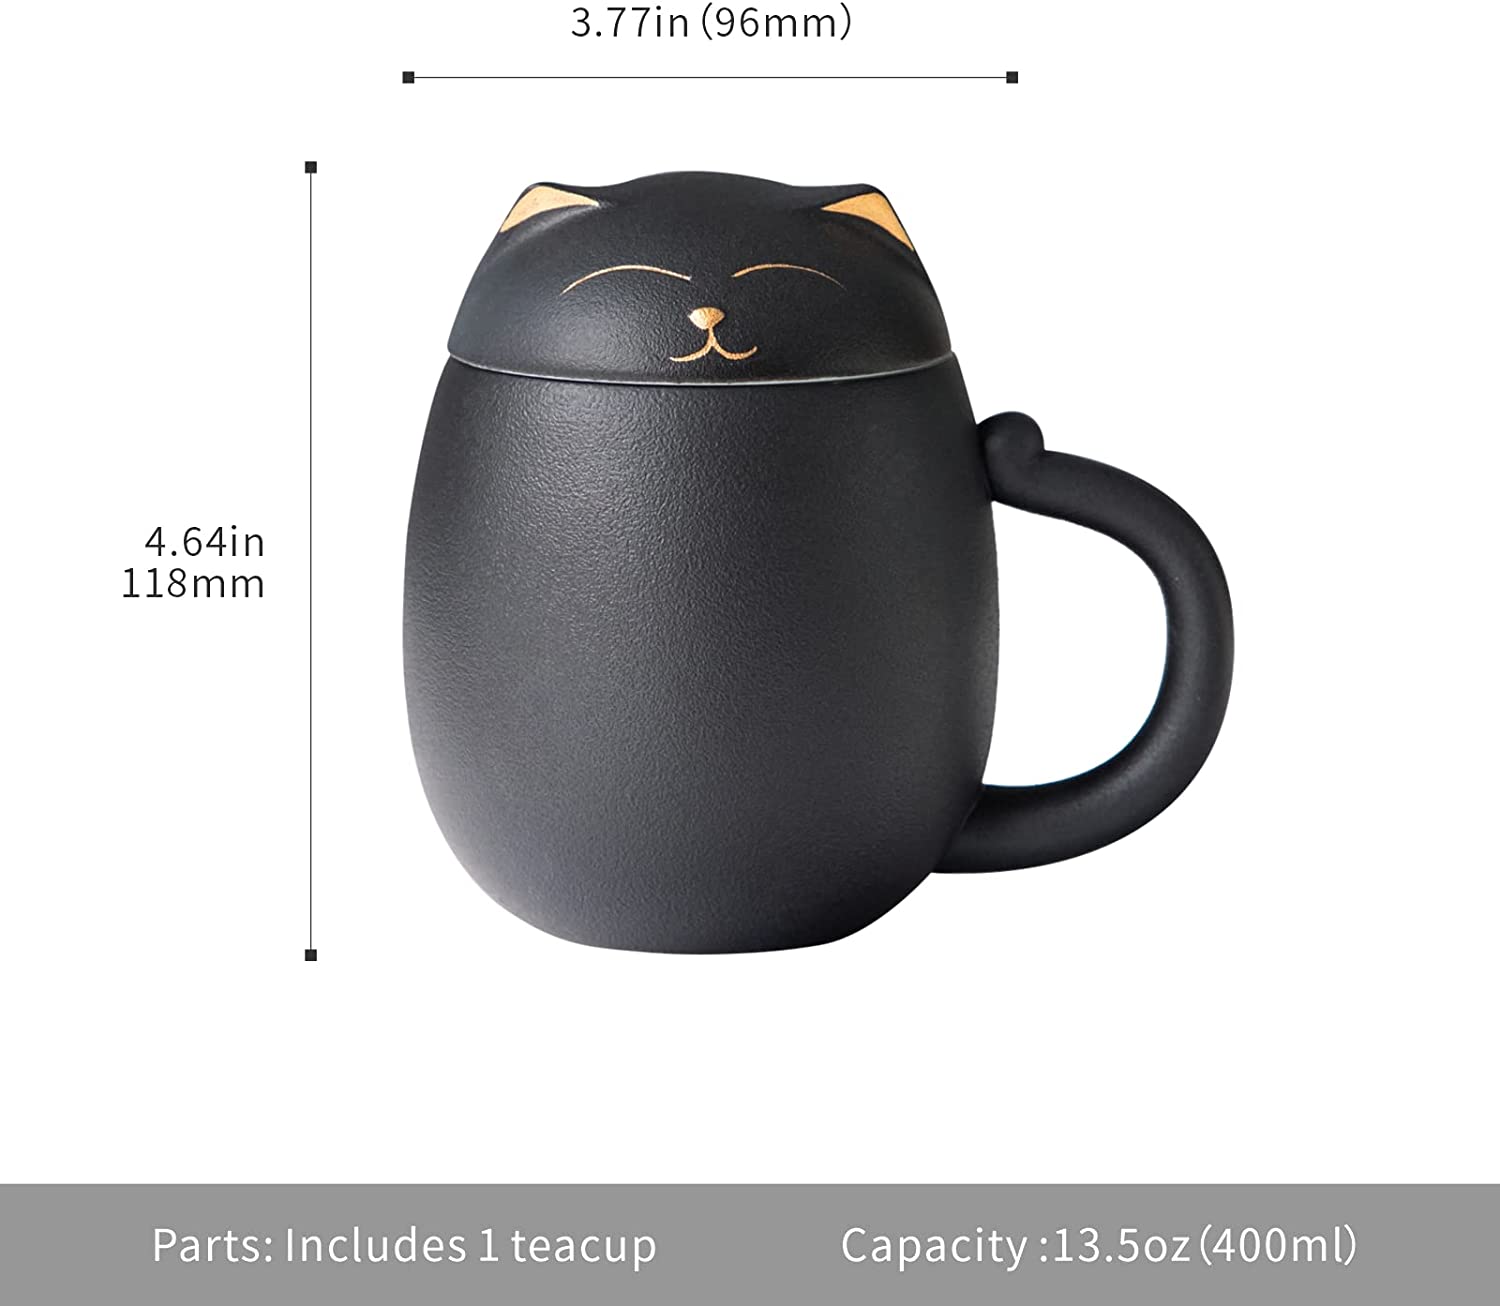 3.77in (96mm)
4.64in
118mm
Parts: Includes 1 teacup
Capacity :13.5oz (400ml)